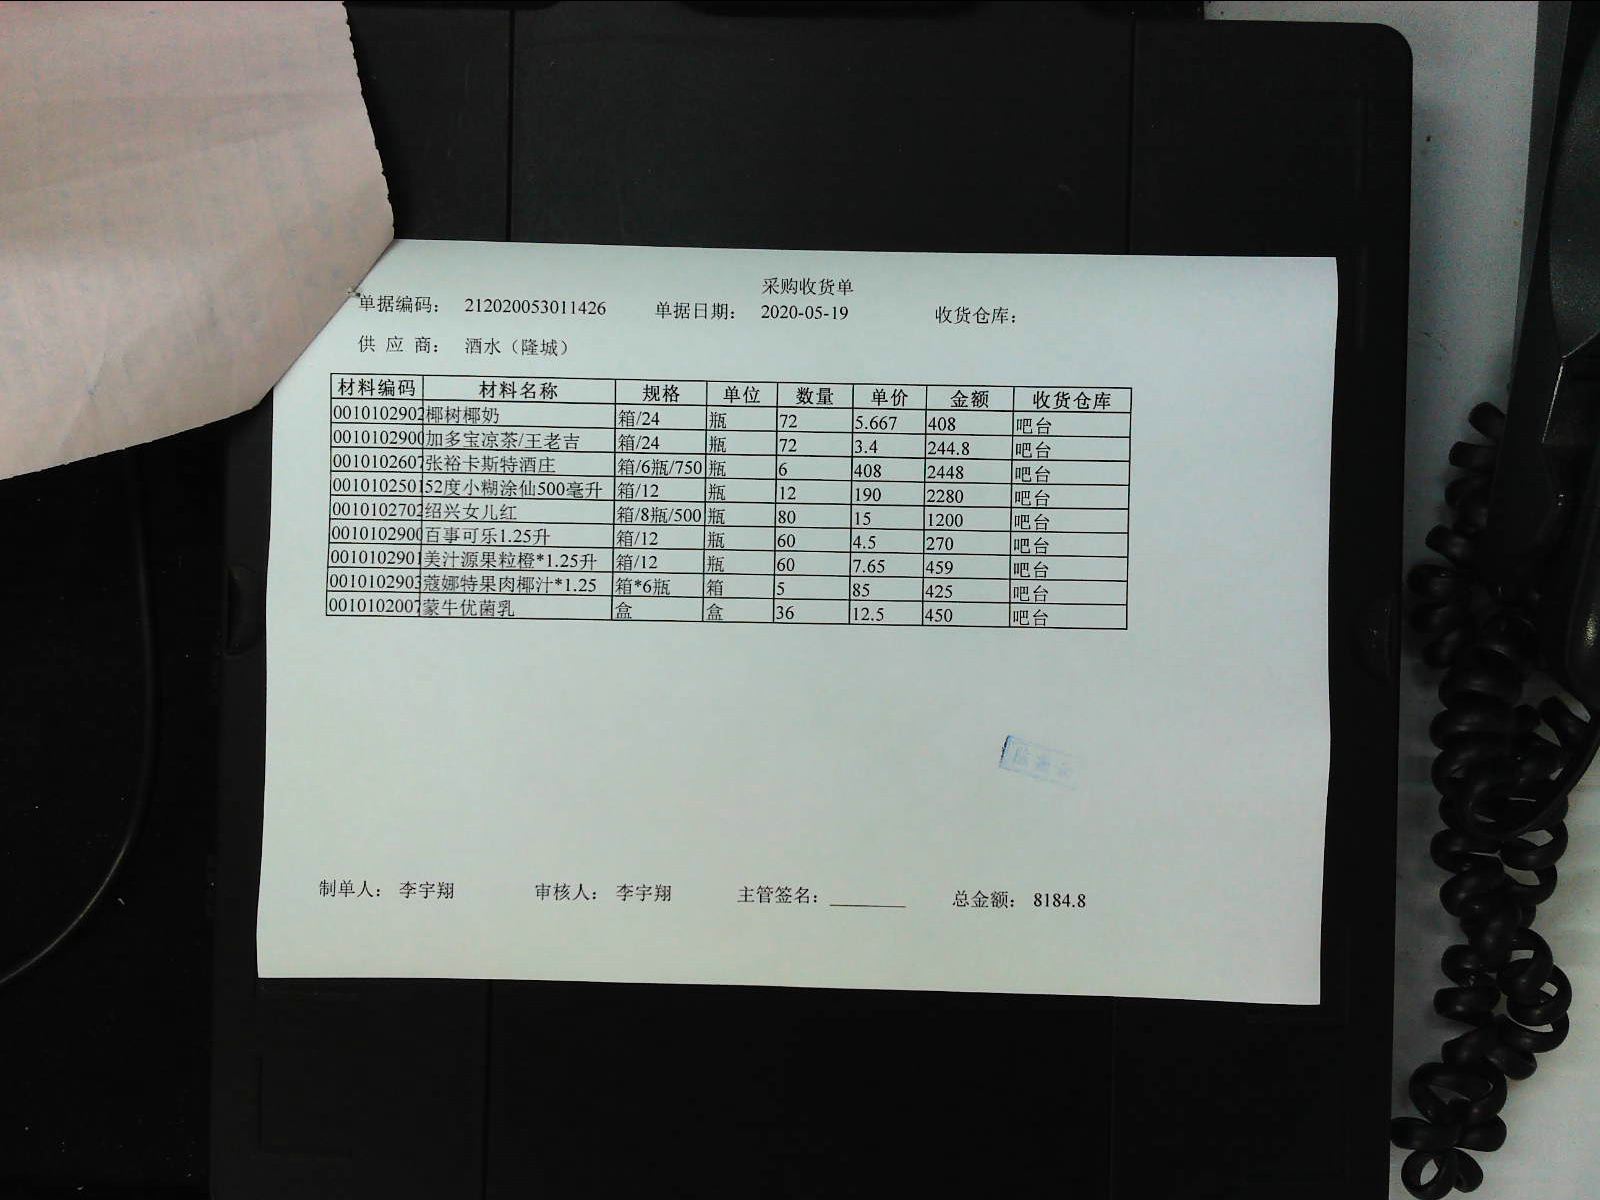 采购收货单
单据编码： 212020053011426 单据日期： 2020-05-19 收货仓库：
供 应 商： 酒水（隆城）
材料编码 材料名称 规格 单位 数量 单价 金额 收货仓库
0010102902 椰树椰奶 箱/24 瓶 72 5.667 408 吧台
0010102900 加多宝凉茶/王老吉 箱/24 瓶 72 3.4 244.8 吧台
0010102607 张裕卡斯特酒庄 箱/6瓶/750 瓶 6 408 2448 吧台
0010102501 52度小糊涂仙500毫升 箱/12 瓶 12 190 2280 吧台
0010102702 绍兴女儿红 箱/8瓶/500 瓶 80 15 1200 吧台
0010102900 百事可乐1.25升 箱/12 瓶 60 4.5 270 吧台
0010102901 美汁源果粒橙*1.25升 箱/12 瓶 60 7.65 459 吧台
0010102903 蔻娜特果肉椰汁*1.25 箱*6瓶 箱 5 85 425 吧台
0010102007 蒙牛优菌乳 盒 盒 36 12.5 450 吧台
制单人： 李宇翔 审核人： 李宇翔 主管签名：________ 总金额： 8184.8